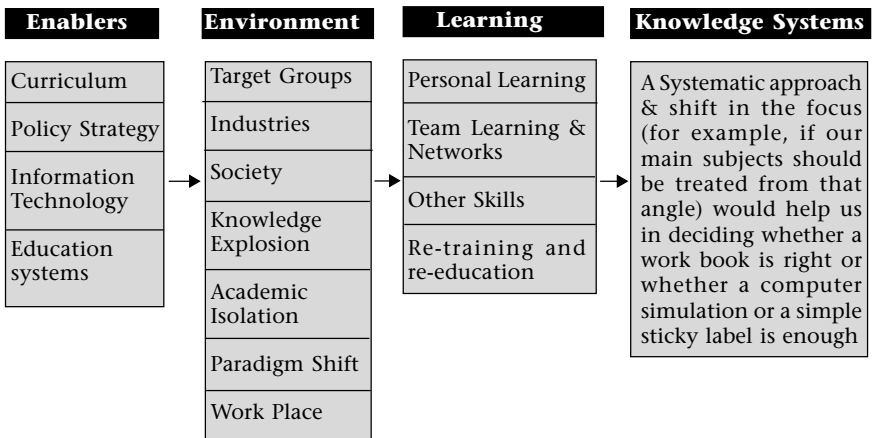 Enablers
Curriculum
Policy Strategy
Information
Technology
Education
systems
Environment
Target Groups
Industries
Society
Knowledge
Explosion
Academic
Isolation
Paradigm Shift
Work Place
Learning
Personal Learning
Team Learning &
Networks
Other Skills
Re-training and
re-education
Knowledge Systems
A Systematic approach
& shift in the focus
(for example, if our
main subjects should
be treated from that
angle) would help us
in deciding whether a
work book is right or
whether a computer
simulation or a simple
sticky label is enough